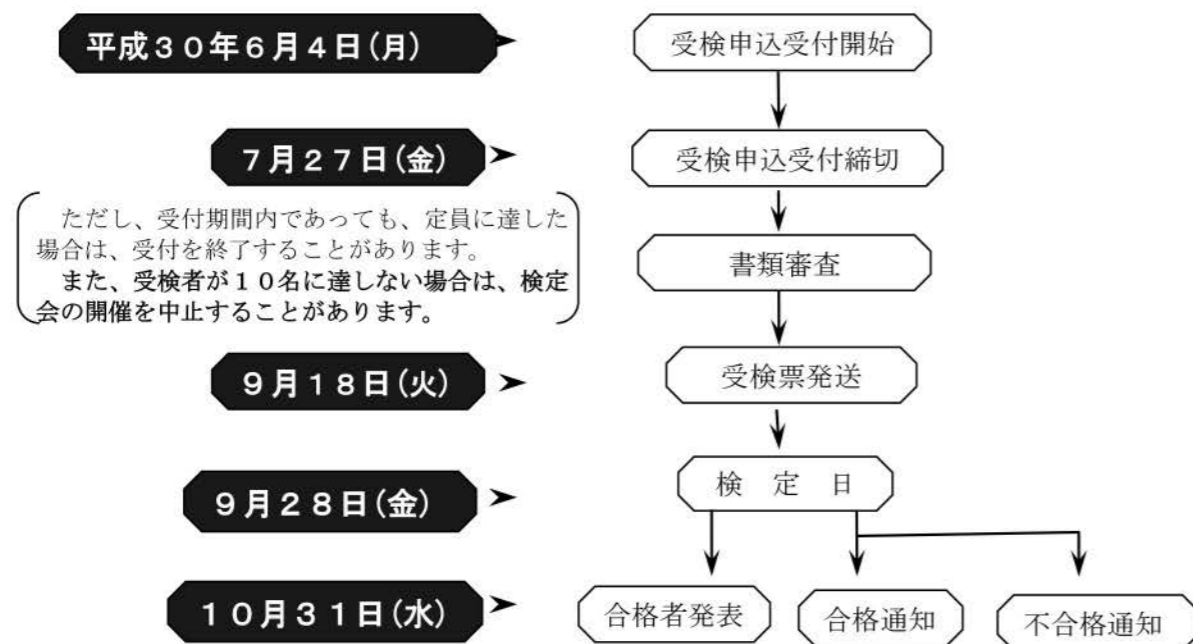 平成３０年６月４日(月)
受検申込受付開始
７月２７日(金)
受検申込受付締切
ただし、受付期間内であっても、定員に達した
場合は、受付を終了することがあります。
また、受検者が１０名に達しない場合は、検定
会の開催を中止することがあります。
書類審査
９月１８日(火)
受検票発送
９月２８日(金)
検　定　日
１０月３１日(水)
合格者発表
合格通知
不合格通知